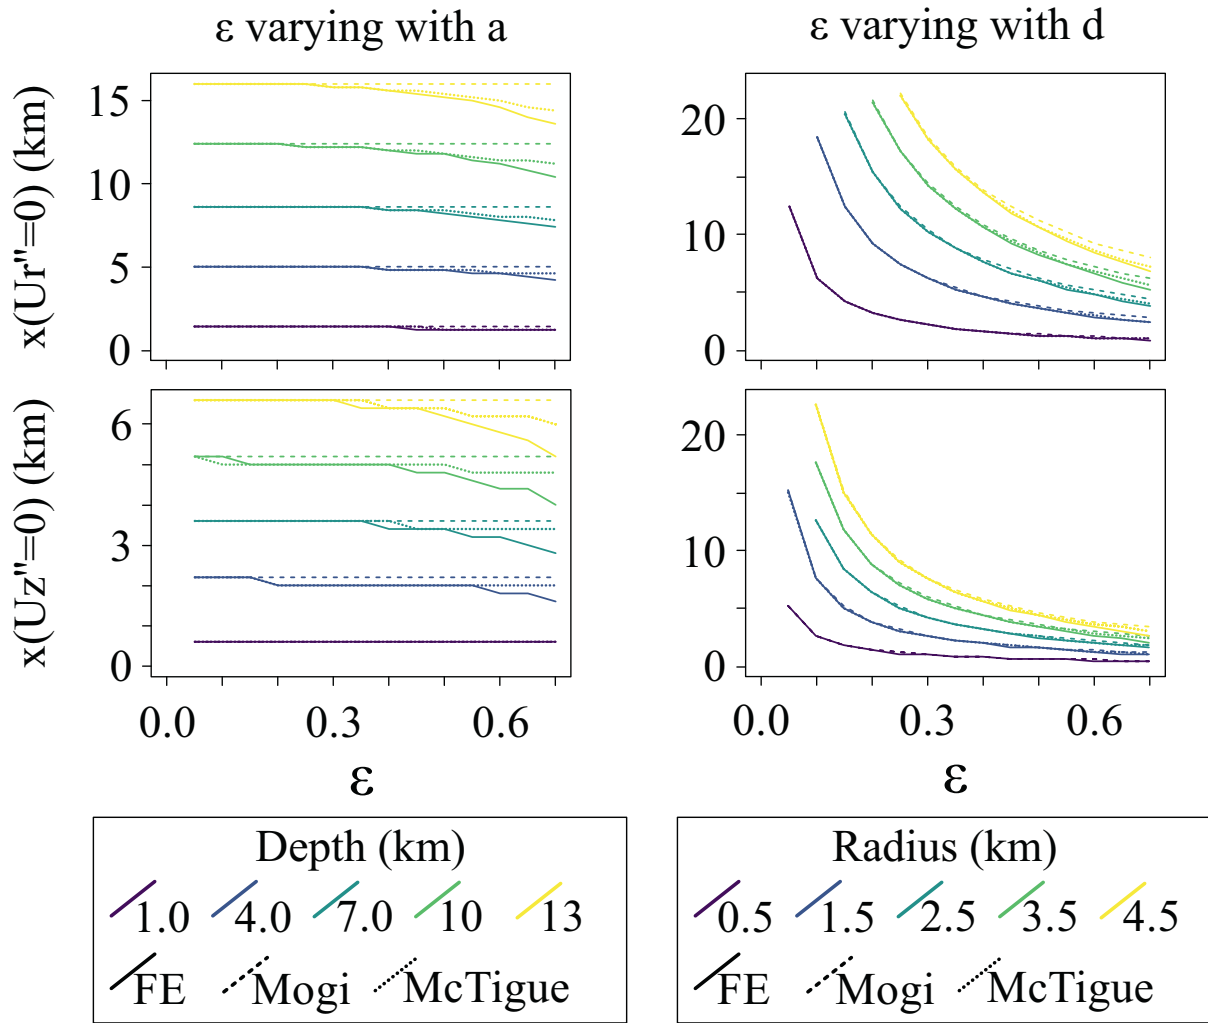 ε varying with a
ε varying with d
x(Ur''=0) (km)
15
10
5
0
20
10
0
x(Uz''=0) (km)
6
3
0
20
10
0
0.0 0.3 0.6
0.0 0.3 0.6
ε
ε
Depth (km)
1.0 4.0 7.0 10 13
FE Mogi McTigue
Radius (km)
0.5 1.5 2.5 3.5 4.5
FE Mogi McTigue